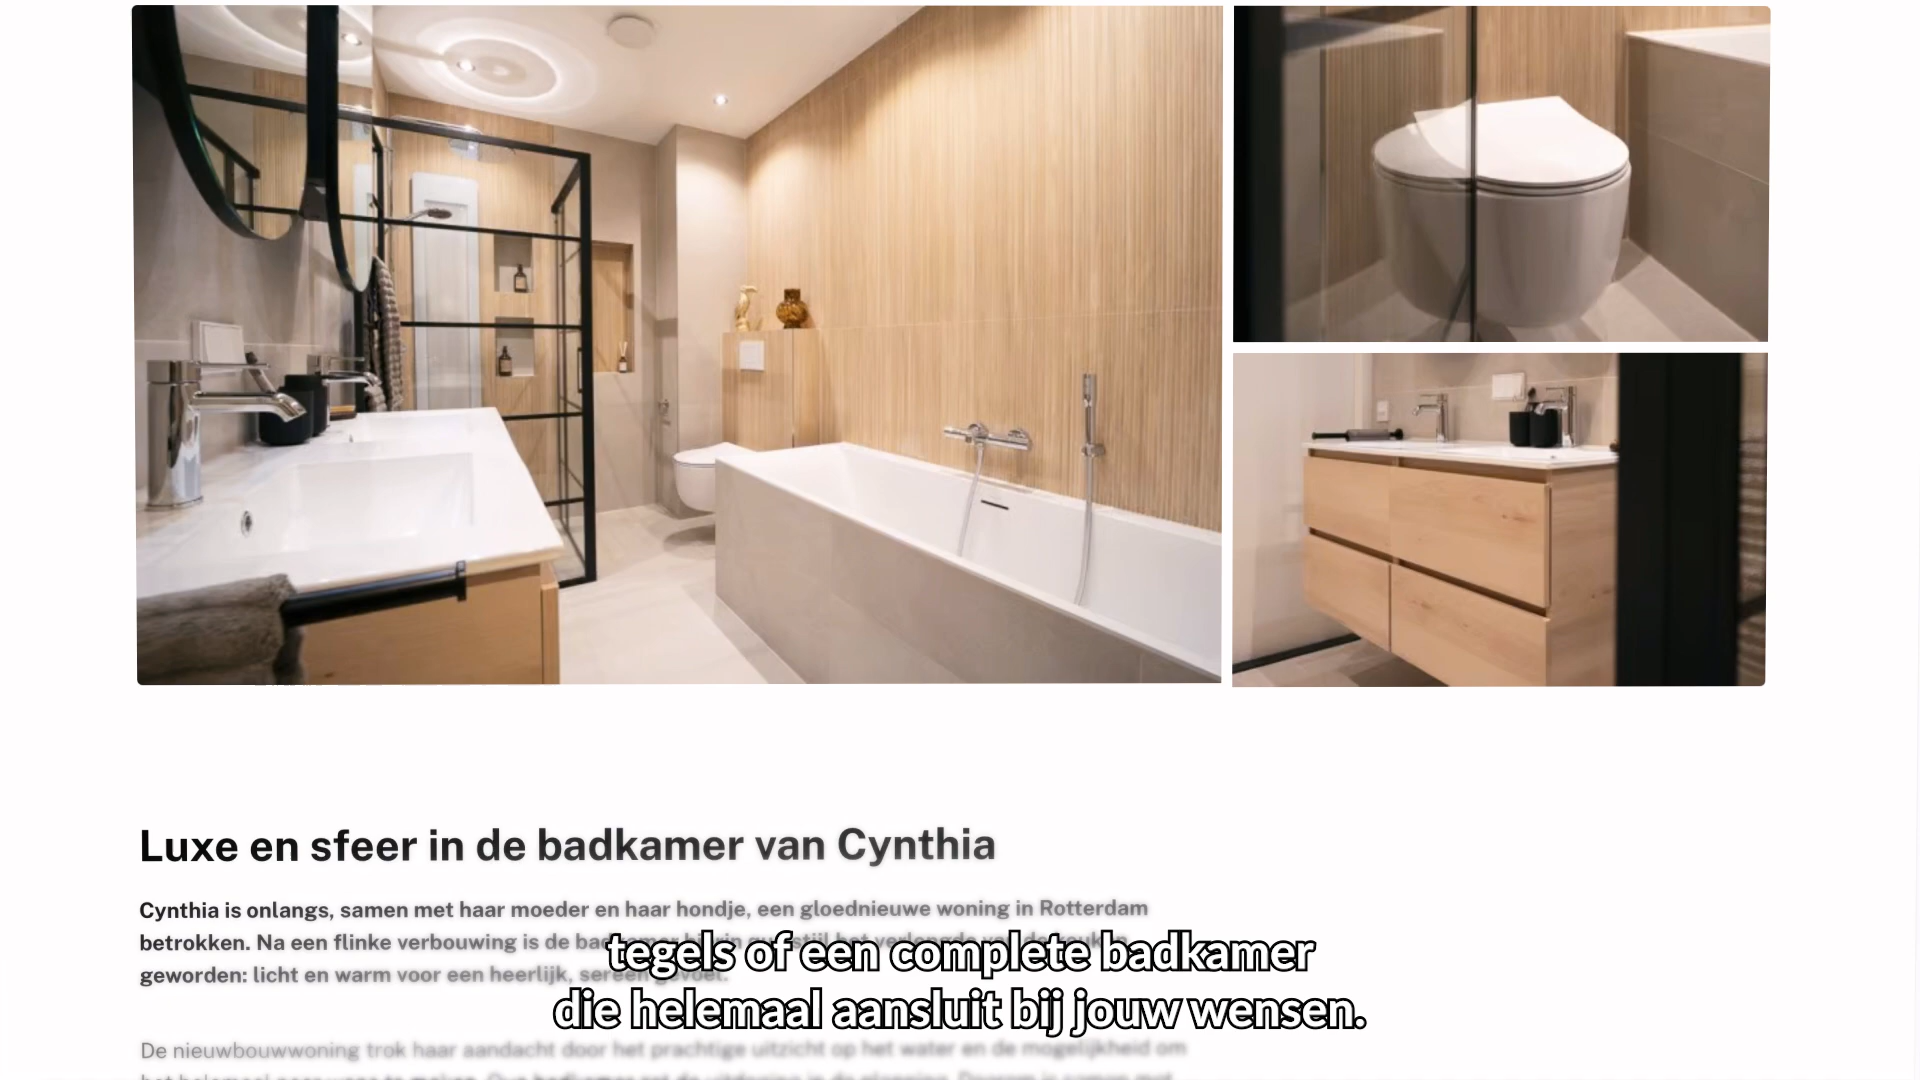 Luxe en sfeer in de badkamer van Cynthia
Cynthia is onlangs, samen met haar moeder en haar hondje, een gloednieuwe woning in Rotterdam
betrokken. Na een flinke verbouwing is de
geworden: licht en warm voor een heerlijk, sereen gevoel.
tegels of een complete badkamer
die helemaal aansluit bij jouw wensen.
De nieuwbouwwoning trok haar aandacht door het prachtige uitzicht op het water en de mogelijkheid om